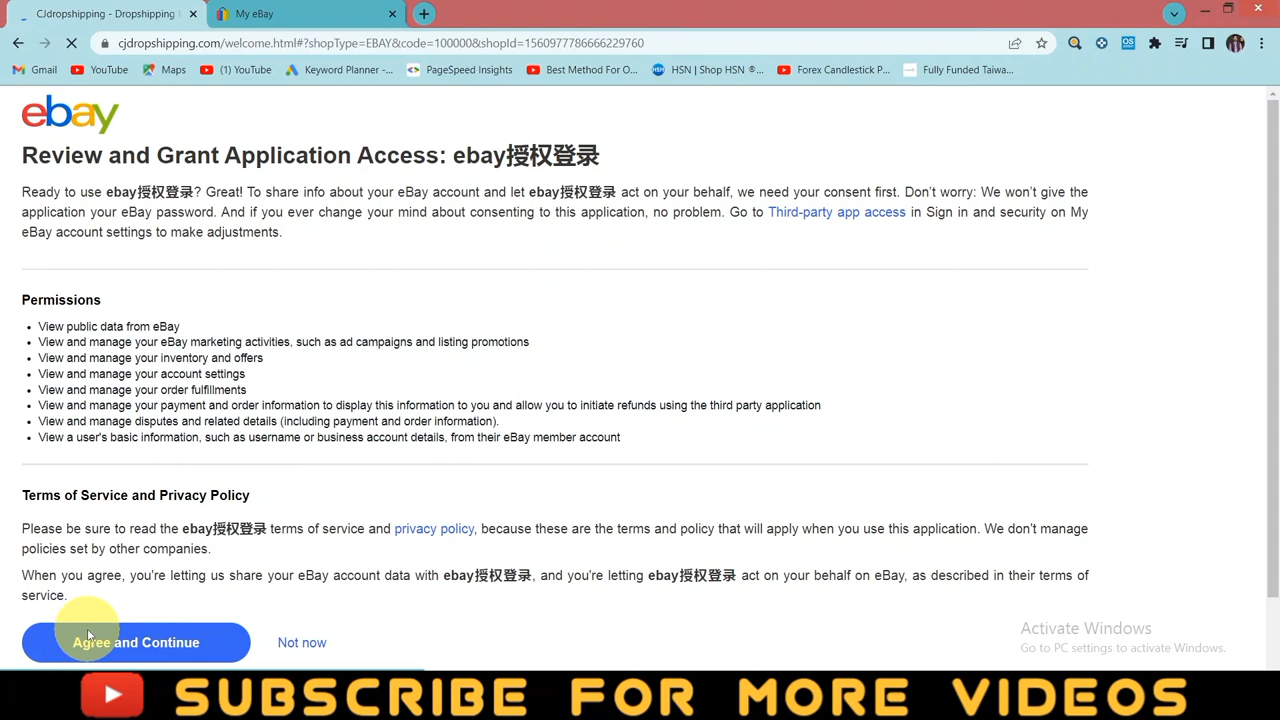 CJdropshipping - Dropshipping
My eBay
cjdropshipping.com/welcome.html#?shopType=EBAY&code=100000&shopId=1560977786666229760
Gmail
YouTube
Maps
(1) YouTube
Keyword Planner -...
PageSpeed Insights
Best Method For O...
HSN | Shop HSN ®...
Forex Candlestick P...
Fully Funded Taiwa...
ebay
Review and Grant Application Access: ebay授权登录
Ready to use ebay授权登录? Great! To share info about your eBay account and let ebay授权登录 act on your behalf, we need your consent first. Don't worry: We won't give the
application your eBay password. And if you ever change your mind about consenting to this application, no problem. Go to Third-party app access in Sign in and security on My
eBay account settings to make adjustments.
Permissions
• View public data from eBay
• View and manage your eBay marketing activities, such as ad campaigns and listing promotions
• View and manage your inventory and offers
• View and manage your account settings
• View and manage your order fulfillments
• View and manage your payment and order information to display this information to you and allow you to initiate refunds using the third party application
• View and manage disputes and related details (including payment and order information).
• View a user's basic information, such as username or business account details, from their eBay member account
Terms of Service and Privacy Policy
Please be sure to read the ebay授权登录 terms of service and privacy policy, because these are the terms and policy that will apply when you use this application. We don't manage
policies set by other companies.
When you agree, you're letting us share your eBay account data with ebay授权登录, and you're letting ebay授权登录 act on your behalf on eBay, as described in their terms of
service.
Agree and Continue
Not now
Activate Windows
Go to PC settings to activate Windows.
SUBSCRIBE FOR MORE VIDEOS